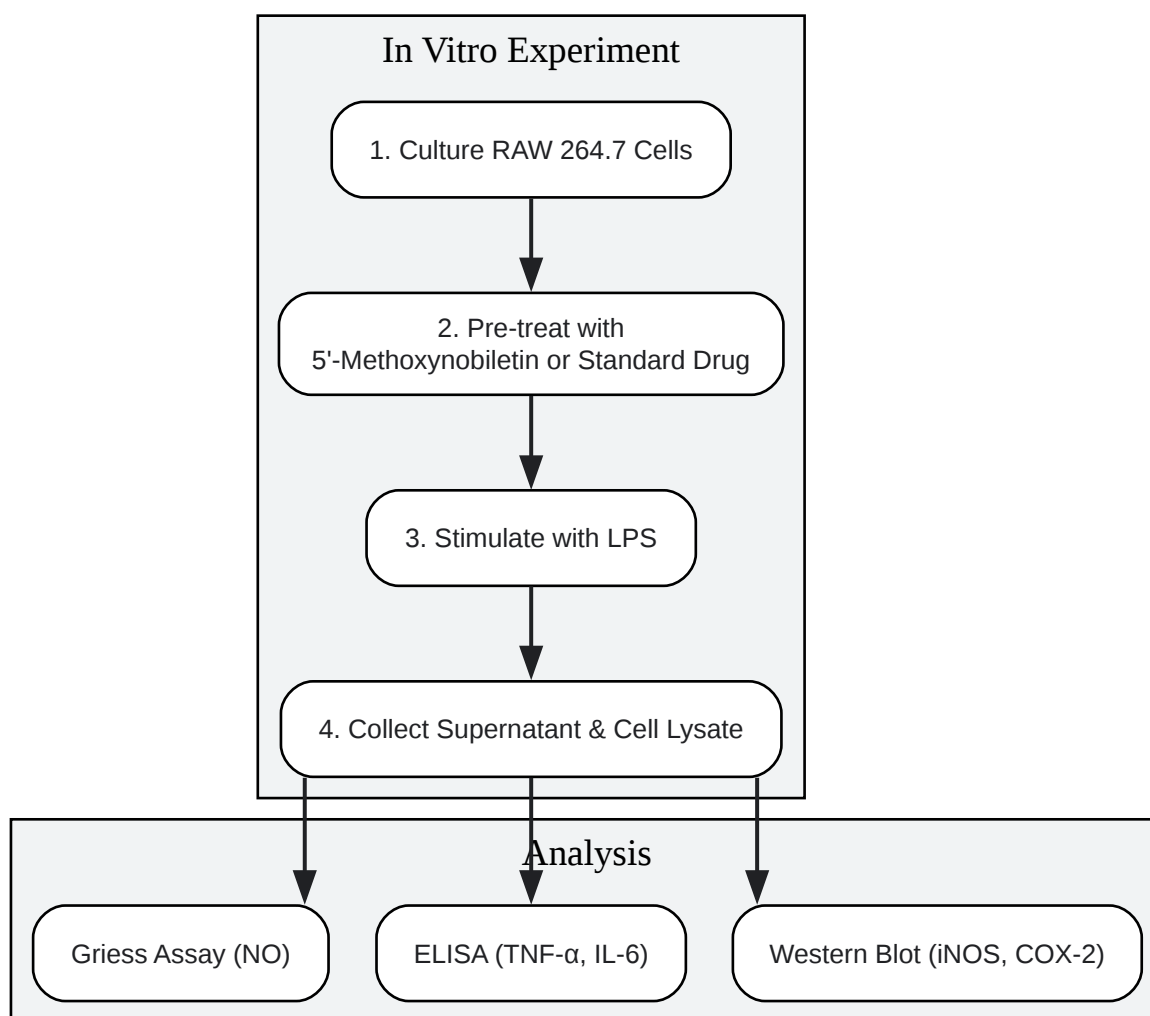 In Vitro Experiment
1. Culture RAW 264.7 Cells
2. Pre-treat with
5'-Methoxynobiletin or Standard Drug
3. Stimulate with LPS
4. Collect Supernatant & Cell Lysate
Analysis
Griess Assay (NO)
ELISA (TNF-α, IL-6)
Western Blot (iNOS, COX-2)